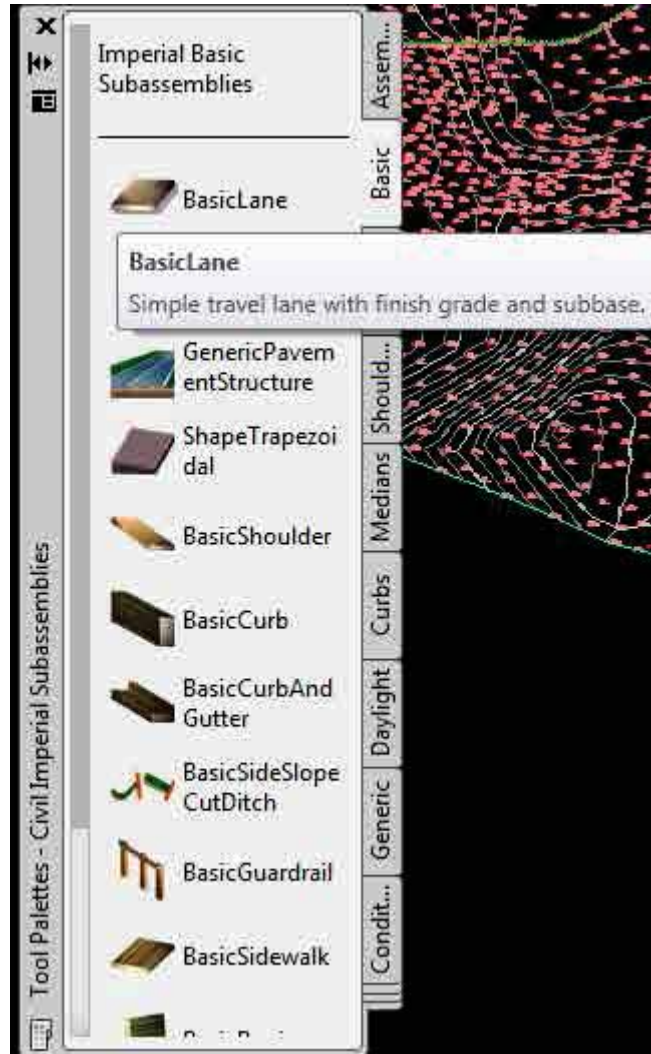 Imperial Basic
Subassemblies
BasicLane
BasicLane
Simple travel lane with finish grade and subbase.
GenericPavem
entStructure
ShapeTrapezoi
dal
BasicShoulder
BasicCurb
BasicCurbAnd
Gutter
BasicSideSlope
CutDitch
BasicGuardrail
BasicSidewalk
Assem...
Basic
Should...
Medians
Curbs
Daylight
Generic
Condit...
Tool Palettes - Civil Imperial Subassemblies